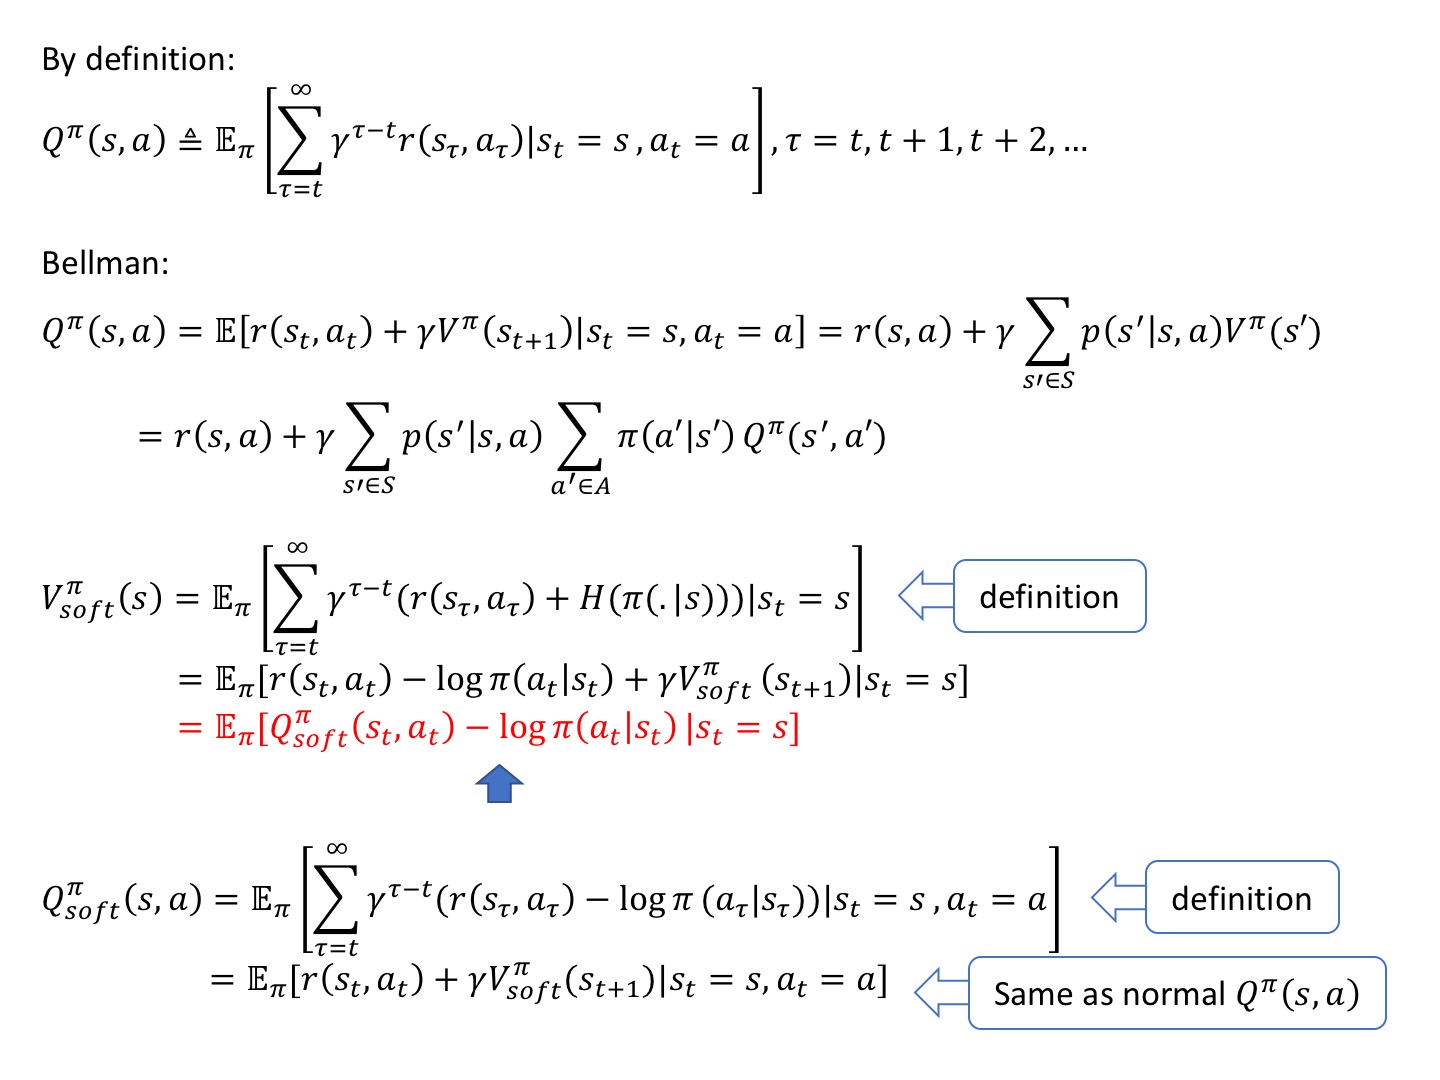 By definition:
Q^π(s, a) ≜ 𝔼_π [∑_{τ=t}^{∞} γ^{τ−t} r(s_τ, a_τ)|s_t = s , a_t = a] , τ = t, t + 1, t + 2, …
Bellman:
Q^π(s, a) = 𝔼[r(s_t, a_t) + γV^π(s_{t+1})|s_t = s, a_t = a] = r(s, a) + γ ∑_{s′∈S} p(s′|s, a)V^π(s′)
= r(s, a) + γ ∑_{s′∈S} p(s′|s, a) ∑_{a′∈A} π(a′|s′) Q^π(s′, a′)
V^π_{soft}(s) = 𝔼_π [∑_{τ=t}^{∞} γ^{τ−t}(r(s_τ, a_τ) + H(π(. |s)))|s_t = s] definition
= 𝔼_π[r(s_t, a_t) − log π(a_t|s_t) + γV^π_{soft} (s_{t+1})|s_t = s]
= 𝔼_π[Q^π_{soft}(s_t, a_t) − log π(a_t|s_t) |s_t = s]
Q^π_{soft}(s, a) = 𝔼_π [∑_{τ=t}^{∞} γ^{τ−t}(r(s_τ, a_τ) − log π (a_τ|s_τ))|s_t = s , a_t = a] definition
= 𝔼_π[r(s_t, a_t) + γV^π_{soft}(s_{t+1})|s_t = s, a_t = a] Same as normal Q^π(s, a)